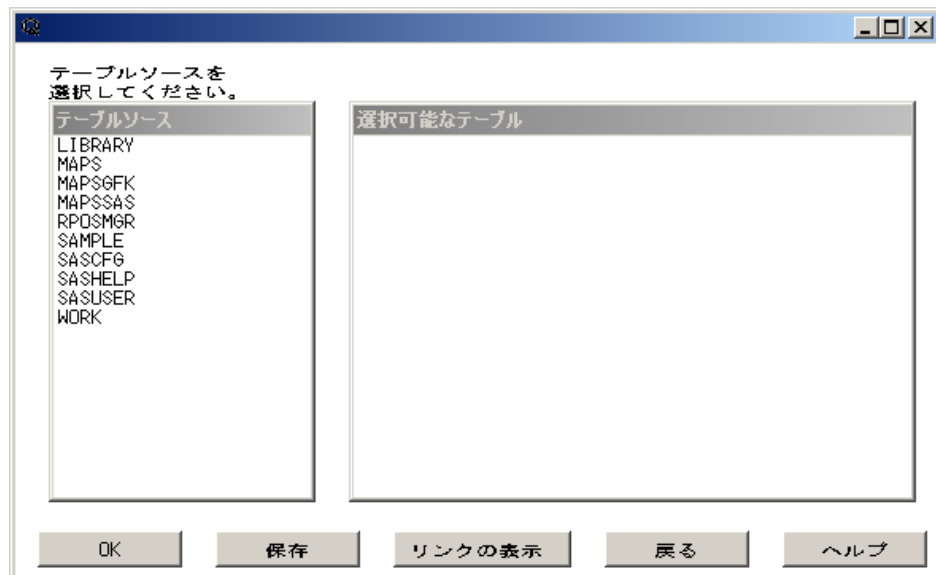 テーブルソースを
選択してください。
テーブルソース
LIBRARY
MAPS
MAPSGFK
MAPSSAS
RPOSMGR
SAMPLE
SASCFG
SASHELP
SASUSER
WORK
選択可能なテーブル
OK
保存
リンクの表示
戻る
ヘルプ